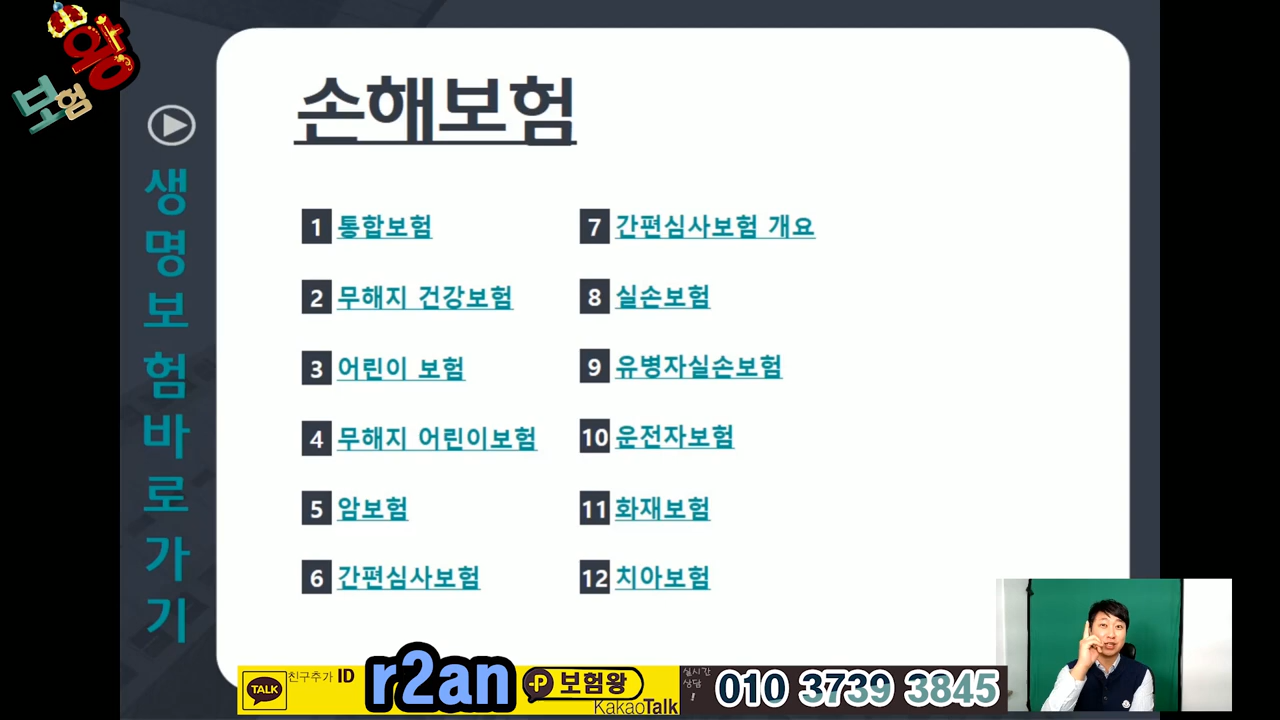 보험왕
생명보험바로가기
손해보험
1 통합보험
2 무해지 건강보험
3 어린이 보험
4 무해지 어린이보험
5 암보험
6 간편심사보험
7 간편심사보험 개요
8 실손보험
9 유병자실손보험
10 운전자보험
11 화재보험
12 치아보험
TALK 친구추가 ID r2an P 보험왕
KakaoTalk
실시간
상담
!
010 3739 3845